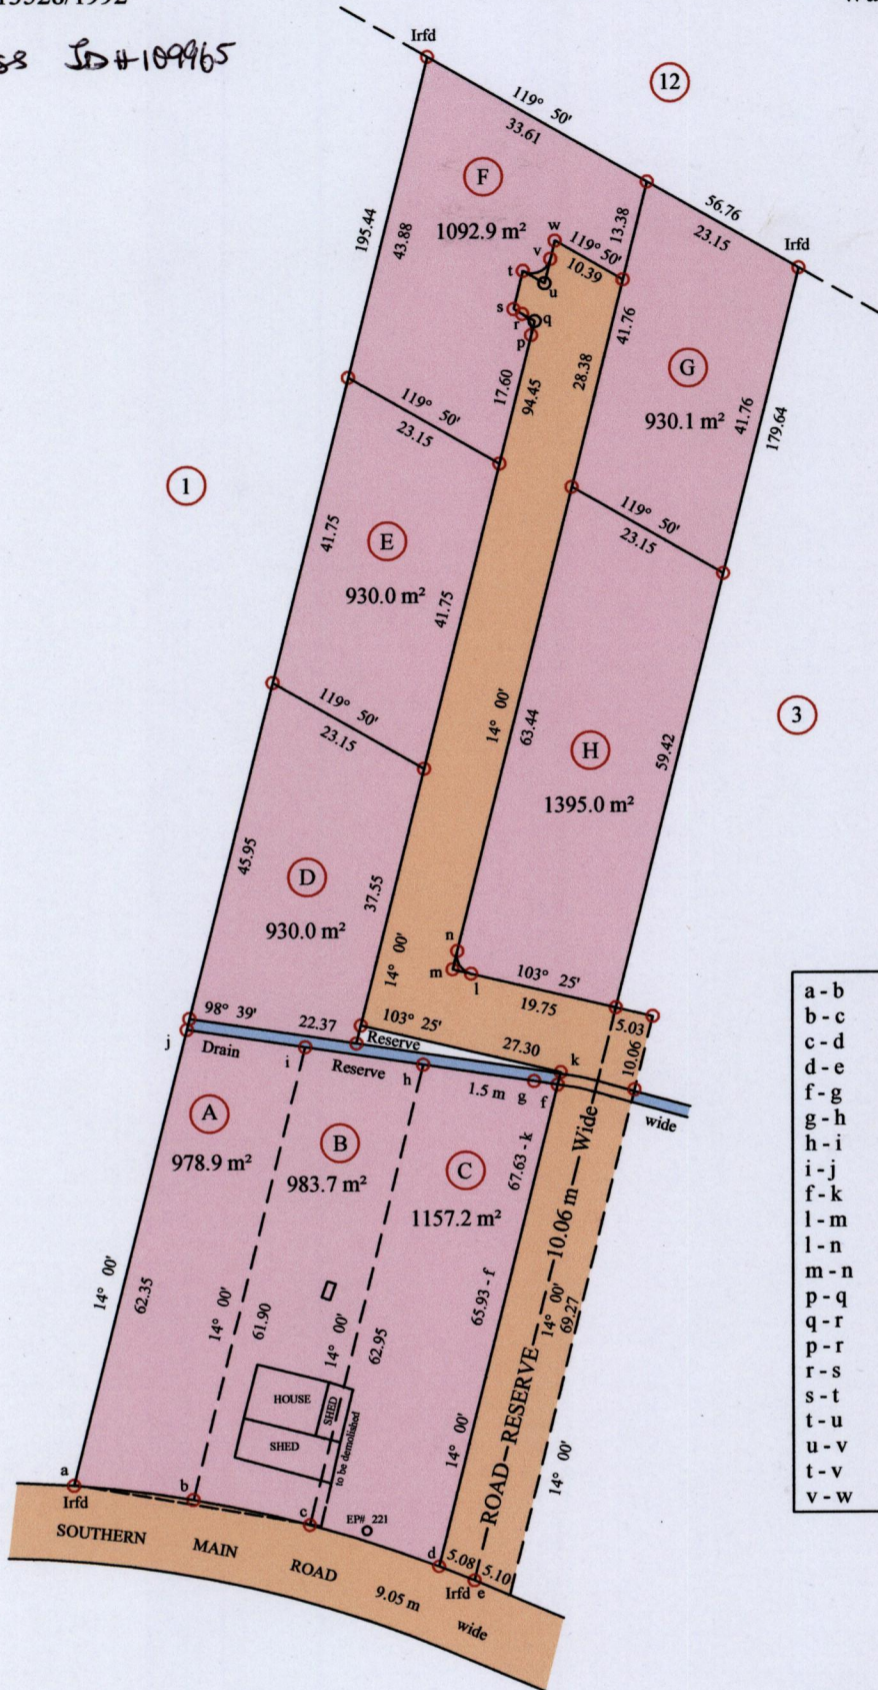 ID#109965
Irfd
12
119° 50'
33.61
F
1092.9 m²
195.44
43.88
13.38
56.76
23.15
Irfd
w
119° 50'
10.39
v
t
u
s
r
q
p
41.76
28.38
G
930.1 m²
41.76
179.64
17.60
94.45
119° 50'
23.15
119° 50'
23.15
1
E
930.0 m²
41.75
41.75
3
14° 00'
63.44
H
1395.0 m²
59.42
119° 50'
23.15
45.95
D
930.0 m²
37.55
14° 00'
n
m
l
103° 25'
19.75
5.03
10.06
98° 39'
22.37
103° 25'
27.30
k
j
Drain
i
Reserve
Reserve
h
1.5 m
g
f
wide
A
978.9 m²
B
983.7 m²
C
1157.2 m²
67.63 - k
65.93 - f
ROAD RESERVE 10.06 m Wide
14° 00'
69.27
14° 00'
62.35
14° 00'
61.90
14° 00'
62.95
14° 00'
14° 00'
HOUSE
SHED
SHED
to be demolished
a
Irfd
b
c
EP# 221
d
5.08
5.10
Irfd
e
SOUTHERN MAIN ROAD 9.05 m wide
a - b
b - c
c - d
d - e
f - g
g - h
h - i
i - j
f - k
l - m
l - n
m - n
p - q
q - r
p - r
r - s
s - t
t - u
u - v
t - v
v - w